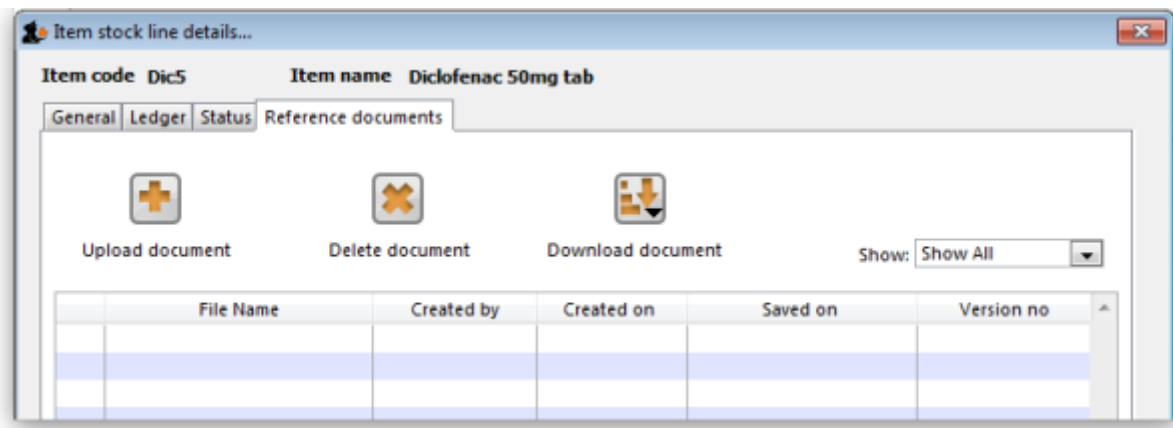 Item stock line details...
Item code Dic5 Item name Diclofenac 50mg tab
General Ledger Status Reference documents
Upload document Delete document Download document Show: Show All
File Name Created by Created on Saved on Version no